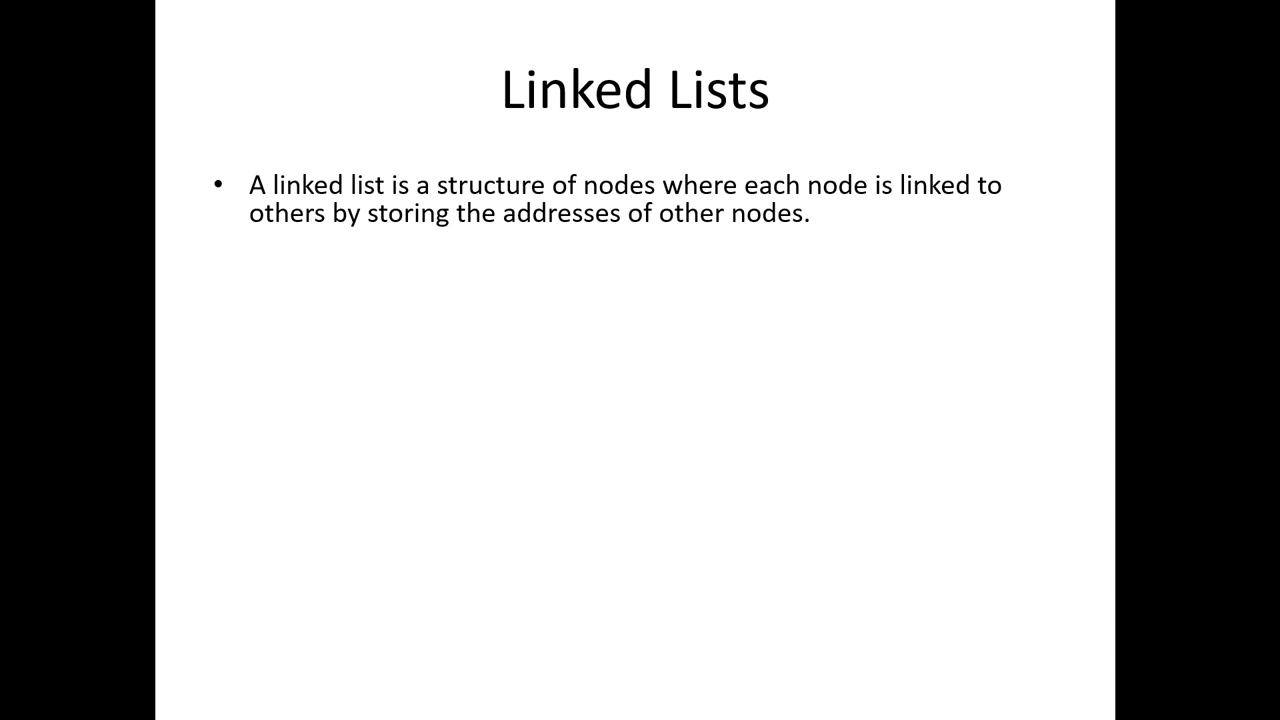 Linked Lists
• A linked list is a structure of nodes where each node is linked to
others by storing the addresses of other nodes.